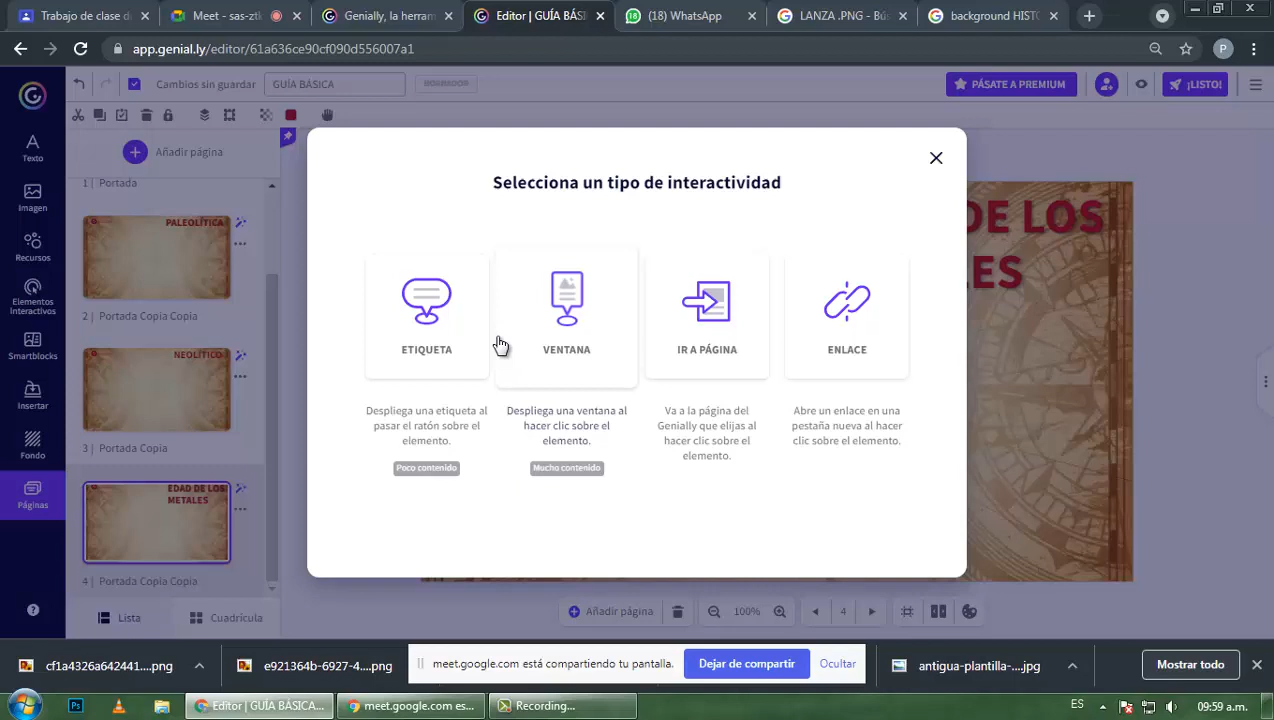 Trabajo de clase de
Meet - sas-ztk
Genially, la herram
Editor | GUÍA BÁSI
(18) WhatsApp
LANZA .PNG - Bús
background HIST
app.genial.ly/editor/61a636ce90cf090d556007a1
P
Cambios sin guardar
GUÍA BÁSICA
BORRADOR
PÁSATE A PREMIUM
¡LISTO!
Texto
Imagen
Recursos
Elementos
Interactivos
Smartblocks
Insertar
Fondo
Páginas
Añadir página
1 | Portada
PALEOLÍTICA
2 | Portada Copia Copia
NEOLÍTICO
3 | Portada Copia
EDAD DE LOS
METALES
4 | Portada Copia Copia
Lista
Cuadrícula
DE LOS
ES
Selecciona un tipo de interactividad
ETIQUETA
VENTANA
IR A PÁGINA
ENLACE
Despliega una etiqueta al
pasar el ratón sobre el
elemento.
Poco contenido
Despliega una ventana al
hacer clic sobre el
elemento.
Mucho contenido
Va a la página del
Genially que elijas al
hacer clic sobre el
elemento.
Abre un enlace en una
pestaña nueva al hacer
clic sobre el elemento.
Añadir página
100%
4
cf1a4326a642441....png
e921364b-6927-4....png
meet.google.com está compartiendo tu pantalla.
Dejar de compartir
Ocultar
antigua-plantilla-....jpg
Mostrar todo
Ps
Editor | GUÍA BÁSICA...
meet.google.com es...
Recording...
ES
09:59 a.m.